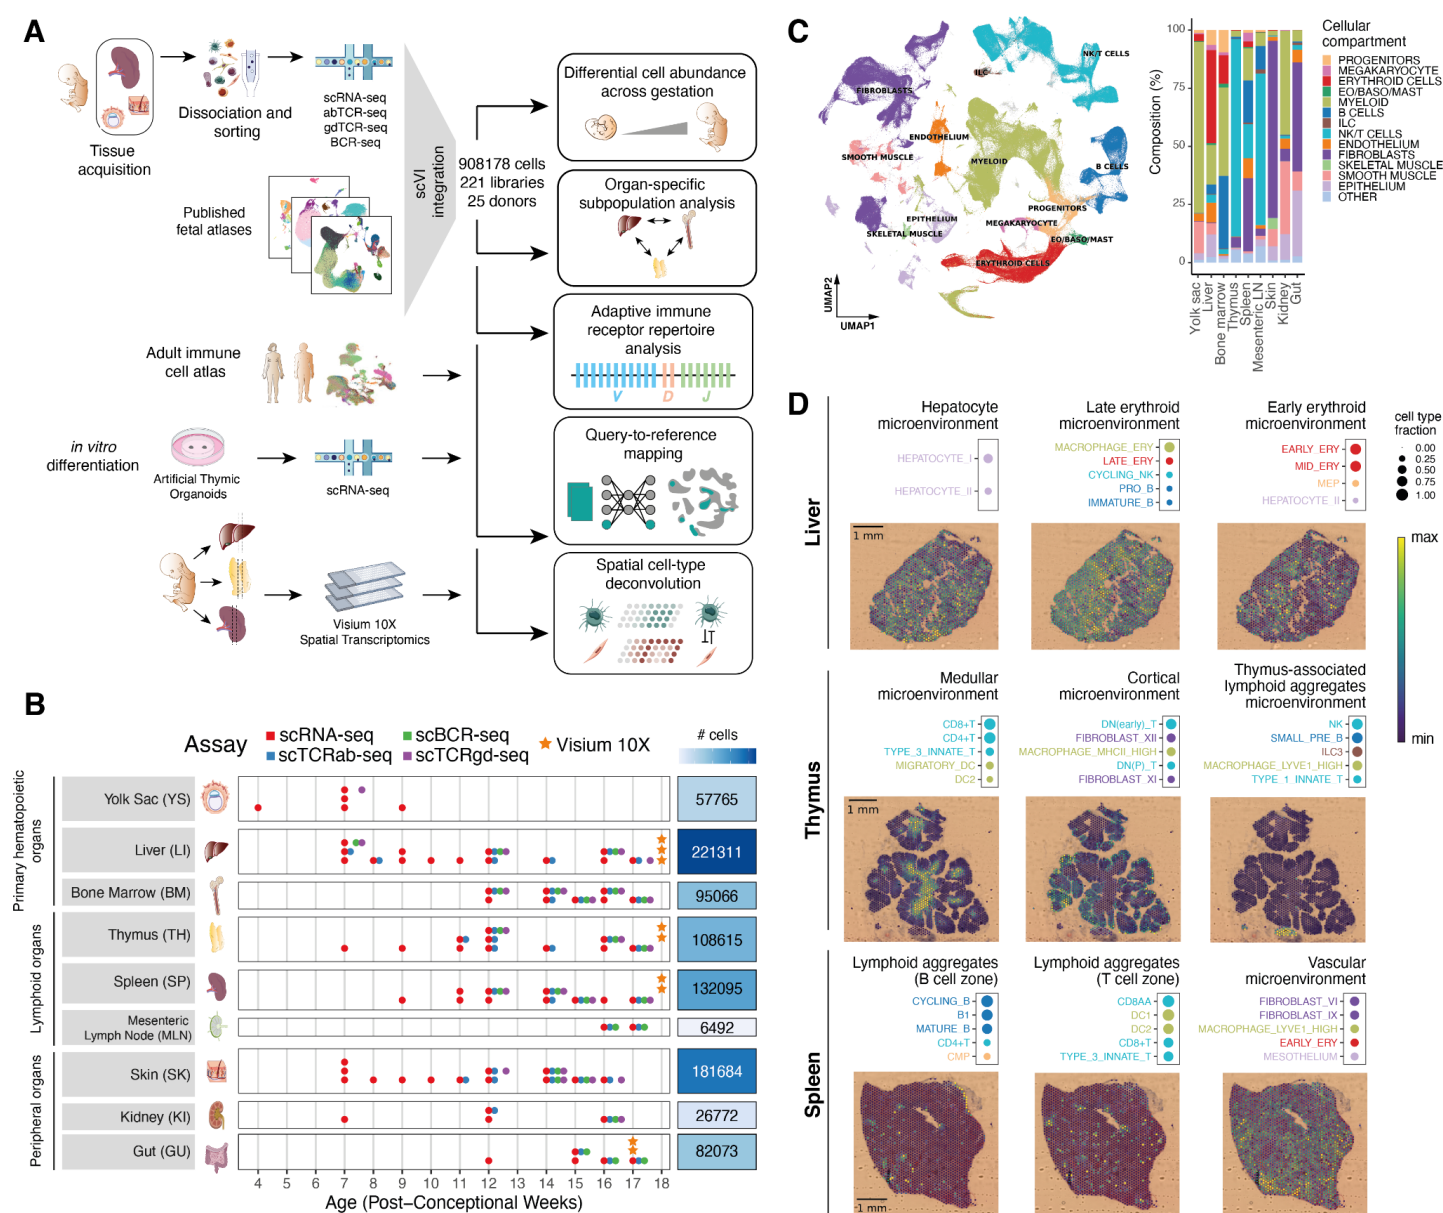 A
Tissue
acquisition
Dissociation and
sorting
scRNA-seq
abTCR-seq
gdTCR-seq
BCR-seq
Published
fetal atlases
scVI
integration
908178 cells
221 libraries
25 donors
Adult immune
cell atlas
in vitro
differentiation
Artificial Thymic
Organoids
scRNA-seq
Visium 10X
Spatial Transcriptomics
Differential cell abundance
across gestation
Organ-specific
subpopulation analysis
Adaptive immune
receptor repertoire
analysis
V D J
Query-to-reference
mapping
Spatial cell-type
deconvolution
B
Assay
scRNA-seq
scTCRab-seq
scBCR-seq
scTCRgd-seq
Visium 10X
# cells
Primary hematopoietic
organs
Lymphoid organs
Peripheral organs
Yolk Sac (YS)
57765
Liver (LI)
221311
Bone Marrow (BM)
95066
Thymus (TH)
108615
Spleen (SP)
132095
Mesenteric
Lymph Node (MLN)
6492
Skin (SK)
181684
Kidney (KI)
26772
Gut (GU)
82073
4 5 6 7 8 9 10 11 12 13 14 15 16 17 18
Age (Post–Conceptual Weeks)
C
NK/T CELLS
ILC
FIBROBLASTS
ENDOTHELIUM
SMOOTH MUSCLE
MYELOID
B CELLS
PROGENITORS
EPITHELIUM
MEGAKARYOCYTE
SKELETAL MUSCLE
EO/BASO/MAST
ERYTHROID CELLS
UMAP2
UMAP1
Composition (%)
100
75
50
25
0
Yolk sac
Liver
Bone marrow
Thymus
Spleen
Mesenteric LN
Skin
Kidney
Gut
Cellular
compartment
PROGENITORS
MEGAKARYOCYTE
ERYTHROID CELLS
EO/BASO/MAST
MYELOID
B CELLS
ILC
NK/T CELLS
ENDOTHELIUM
FIBROBLASTS
SKELETAL MUSCLE
SMOOTH MUSCLE
EPITHELIUM
OTHER
D
Liver
Hepatocyte
microenvironment
HEPATOCYTE_I
HEPATOCYTE_II
1 mm
Late erythroid
microenvironment
MACROPHAGE_ERY
LATE_ERY
CYCLING_NK
PRO_B
IMMATURE_B
Early erythroid
microenvironment
EARLY_ERY
MID_ERY
MEP
HEPATOCYTE_II
cell type
fraction
0.00
0.25
0.50
0.75
1.00
max
min
Thymus
Medullar
microenvironment
CD8+T
CD4+T
TYPE_3_INNATE_T
MIGRATORY_DC
DC2
1 mm
Cortical
microenvironment
DN(early)_T
FIBROBLAST_XII
MACROPHAGE_MHCII_HIGH
DN(P)_T
FIBROBLAST_XI
Thymus-associated
lymphoid aggregates
microenvironment
NK
SMALL_PRE_B
ILC3
MACROPHAGE_LYVE1_HIGH
TYPE_1_INNATE_T
Spleen
Lymphoid aggregates
(B cell zone)
CYCLING_B
B1
MATURE_B
CD4+T
CMP
1 mm
Lymphoid aggregates
(T cell zone)
CD8AA
DC1
DC2
CD8+T
TYPE_3_INNATE_T
Vascular
microenvironment
FIBROBLAST_VI
FIBROBLAST_IX
MACROPHAGE_LYVE1_HIGH
EARLY_ERY
MESOTHELIUM